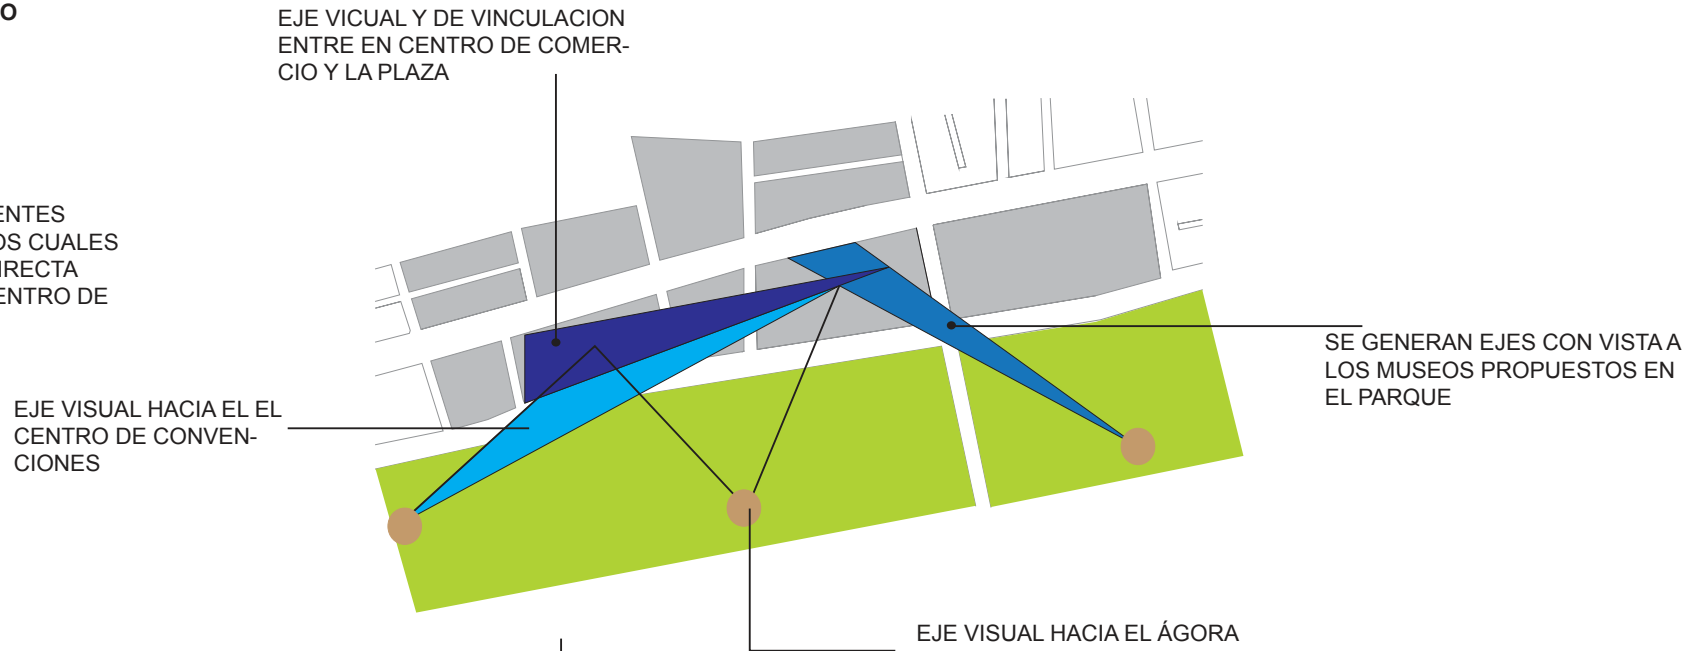 O
EJE VICUAL Y DE VINCULACION
ENTRE EN CENTRO DE COMER-
CIO Y LA PLAZA
ENTES
OS CUALES
IRECTA
ENTRO DE
SE GENERAN EJES CON VISTA A
LOS MUSEOS PROPUESTOS EN
EL PARQUE
EJE VISUAL HACIA EL EL
CENTRO DE CONVEN-
CIONES
EJE VISUAL HACIA EL ÁGORA